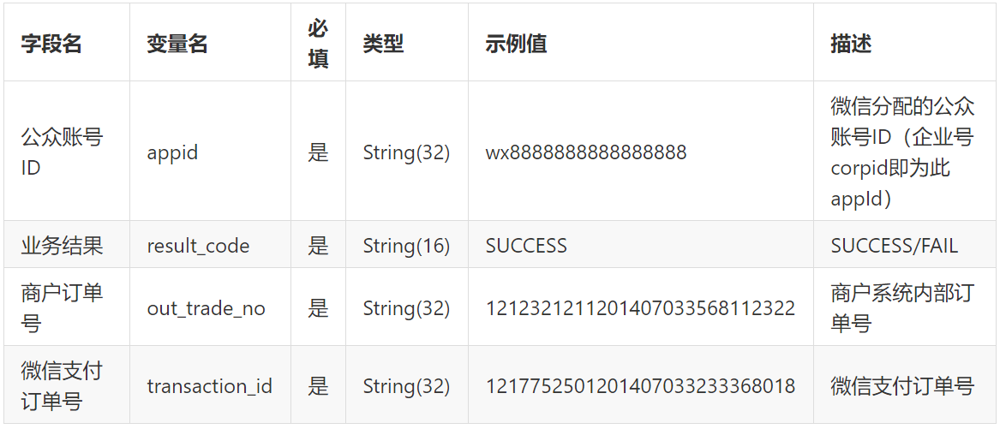 字段名 变量名 必填 类型 示例值 描述
公众账号ID appid 是 String(32) wx8888888888888888 微信分配的公众账号ID（企业号corpid即为此appId）
业务结果 result_code 是 String(16) SUCCESS SUCCESS/FAIL
商户订单号 out_trade_no 是 String(32) 1212321211201407033568112322 商户系统内部订单号
微信支付订单号 transaction_id 是 String(32) 1217752501201407033233368018 微信支付订单号